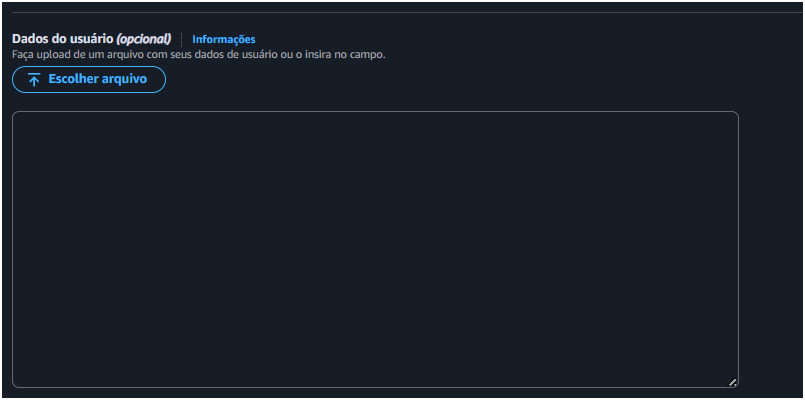 Dados do usuário (opcional) | Informações
Faça upload de um arquivo com seus dados de usuário ou o insira no campo.
Escolher arquivo